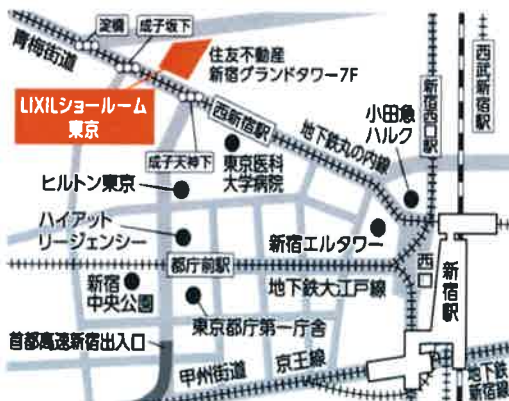 淀橋
成子坂下
青梅街道
住友不動産
新宿グランドタワー7F
LIXILショールーム
東京
西新宿駅
成子天神下
東京医科
大学病院
地下鉄丸の内線
小田急
ハルク
新宿西口駅
西武新宿駅
ヒルトン東京
ハイアット
リージェンシー
新宿エルタワー
都庁前駅
地下鉄大江戸線
西口
新宿駅
新宿
中央公園
東京都庁第一庁舎
首都高速新宿出入口
甲州街道
京王線
地下鉄
新宿線